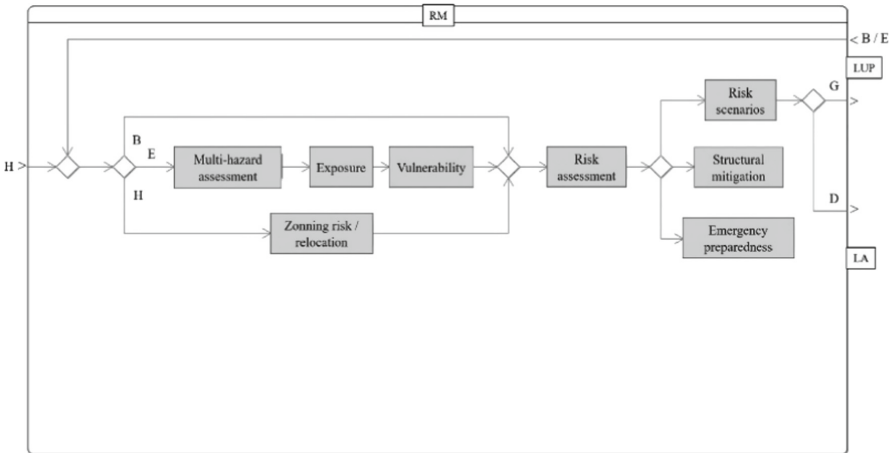 RM
B / E
LUP
G
Risk
scenarios
B
E
H
Multi-hazard
assessment
Exposure
Vulnerability
Risk
assessment
Structural
mitigation
H
D
Zonning risk /
relocation
Emergency
preparedness
LA